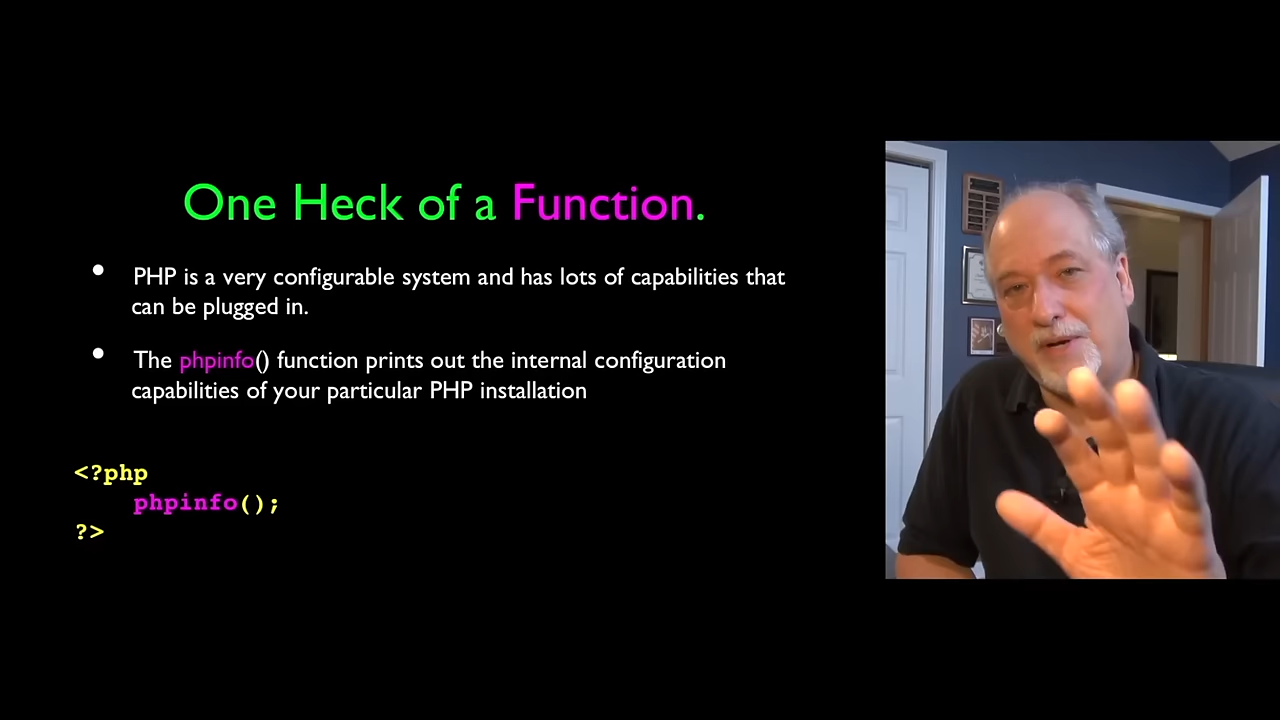 One Heck of a Function.
• PHP is a very configurable system and has lots of capabilities that
can be plugged in.
• The phpinfo() function prints out the internal configuration
capabilities of your particular PHP installation
<?php
phpinfo();
?>